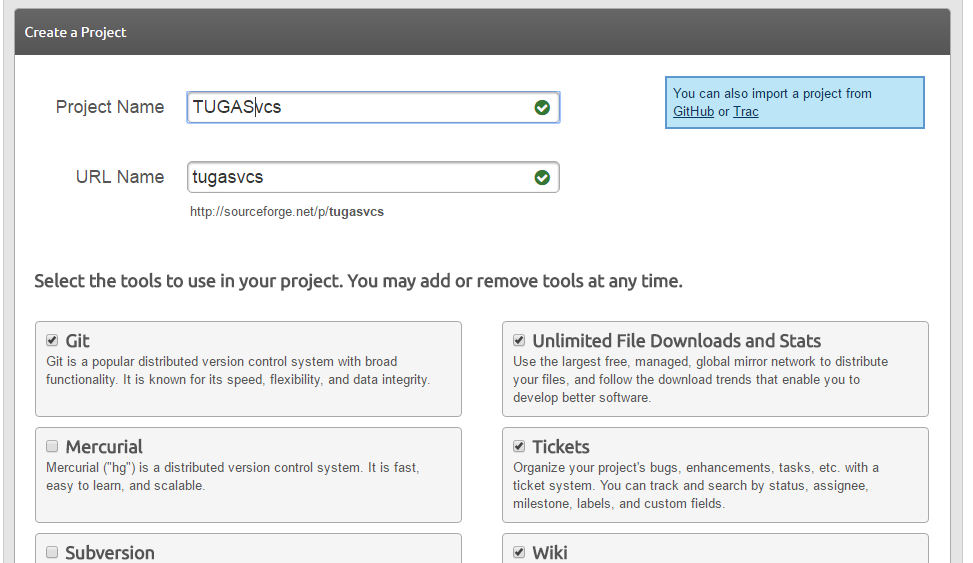 Create a Project
Project Name
TUGASvcs
You can also import a project from
GitHub or Trac
URL Name
tugasvcs
http://sourceforge.net/p/tugasvcs
Select the tools to use in your project. You may add or remove tools at any time.
Git
Git is a popular distributed version control system with broad
functionality. It is known for its speed, flexibility, and data integrity.
Unlimited File Downloads and Stats
Use the largest free, managed, global mirror network to distribute
your files, and follow the download trends that enable you to
develop better software.
Mercurial
Mercurial ("hg") is a distributed version control system. It is fast,
easy to learn, and scalable.
Tickets
Organize your project's bugs, enhancements, tasks, etc. with a
ticket system. You can track and search by status, assignee,
milestone, labels, and custom fields.
Subversion
Wiki